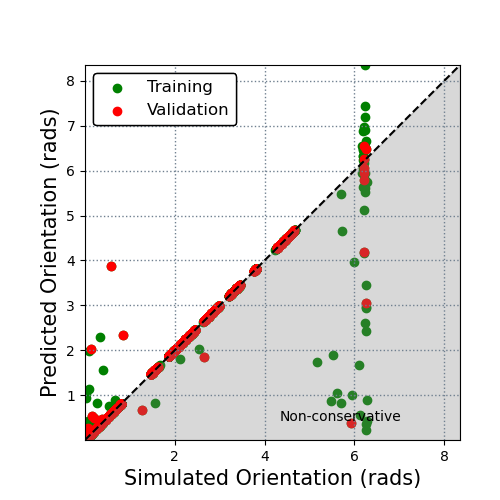 Training
Validation
8
7
6
5
4
3
2
1
Predicted Orientation (rads)
Non-conservative
2
4
6
8
Simulated Orientation (rads)